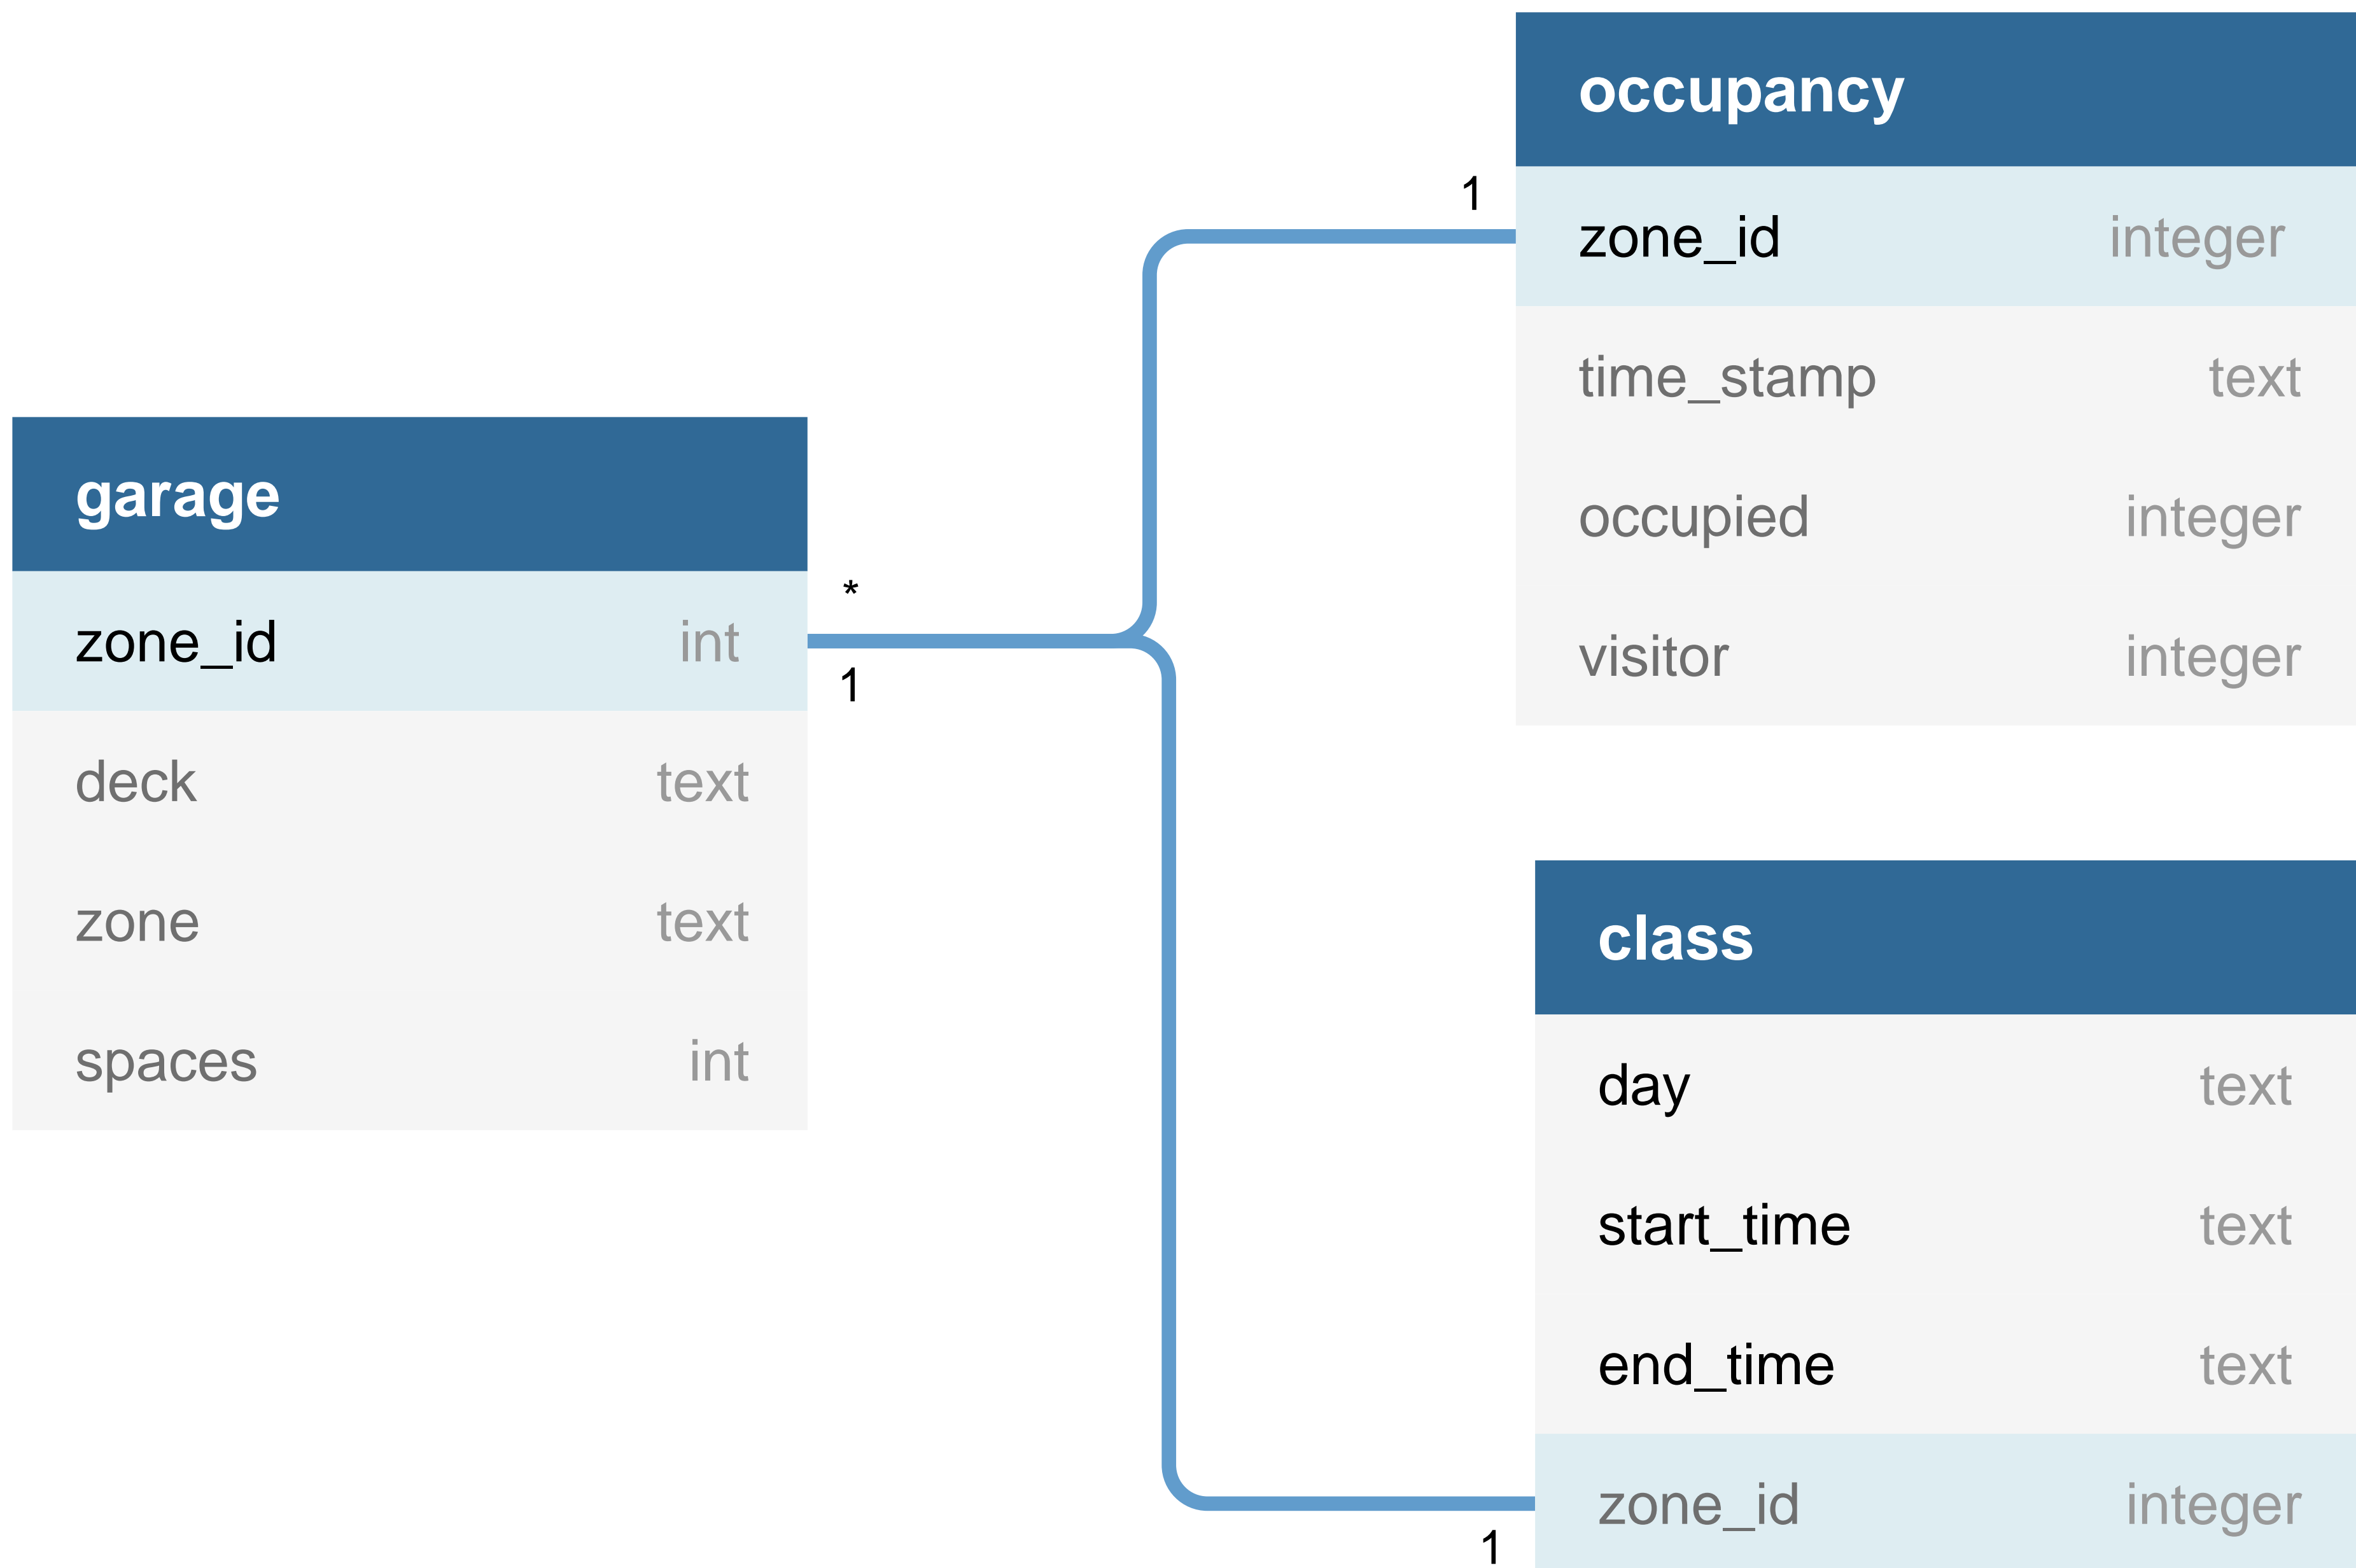 occupancy
1
zone_id integer
time_stamp text
occupied integer
visitor integer
garage
*
zone_id int
1
deck text
zone text
spaces int
class
day text
start_time text
end_time text
zone_id integer
1